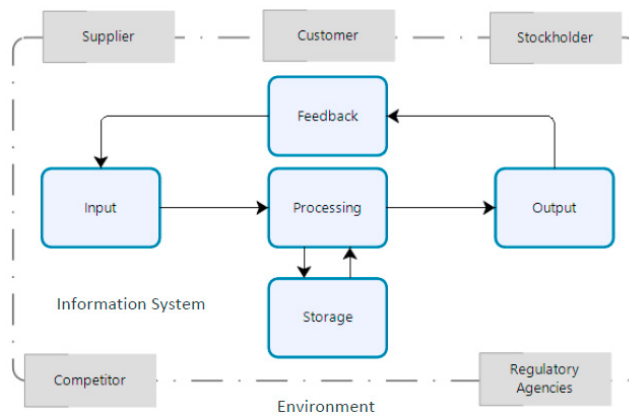 Supplier
Customer
Stockholder
Feedback
Input
Processing
Output
Information System
Storage
Competitor
Regulatory
Agencies
Environment